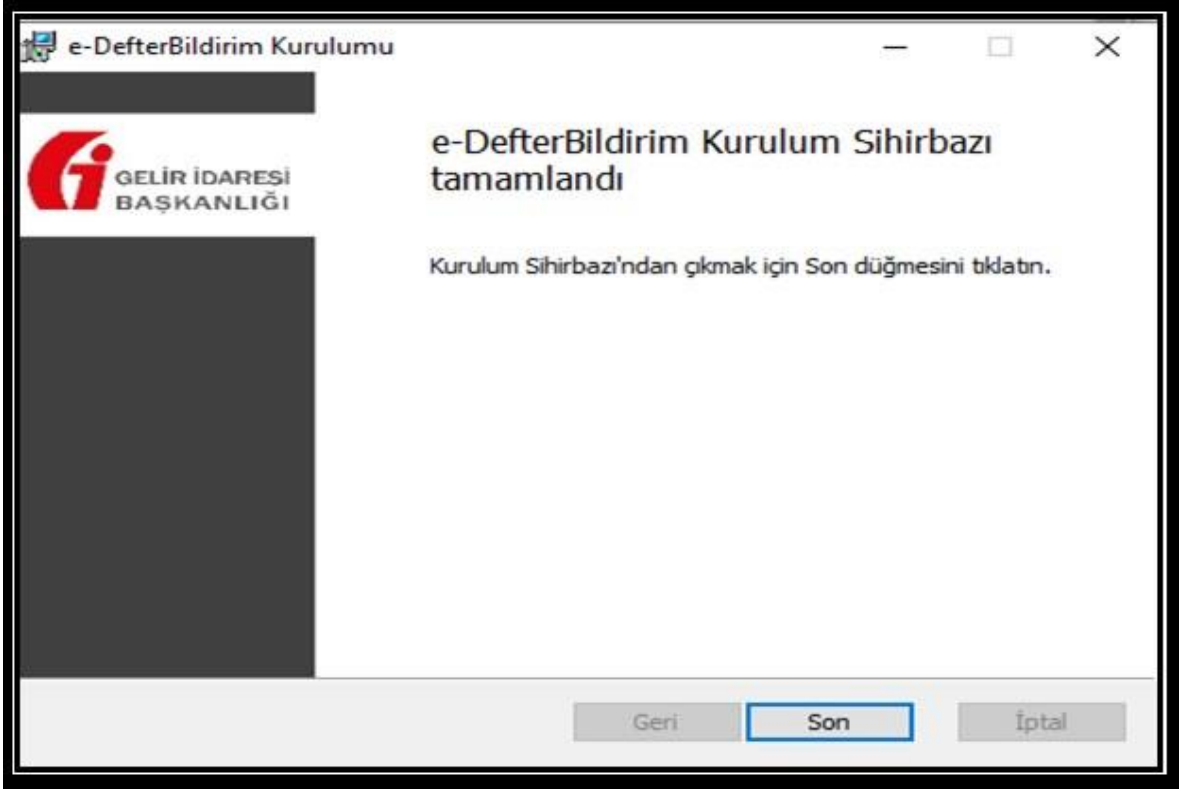 e-DefterBildirim Kurulumu
GELİR İDARESİ
BAŞKANLIĞI
e-DefterBildirim Kurulum Sihirbazı
tamamlandı
Kurulum Sihirbazı'ndan çıkmak için Son düğmesini tıklatın.
Geri
Son
İptal